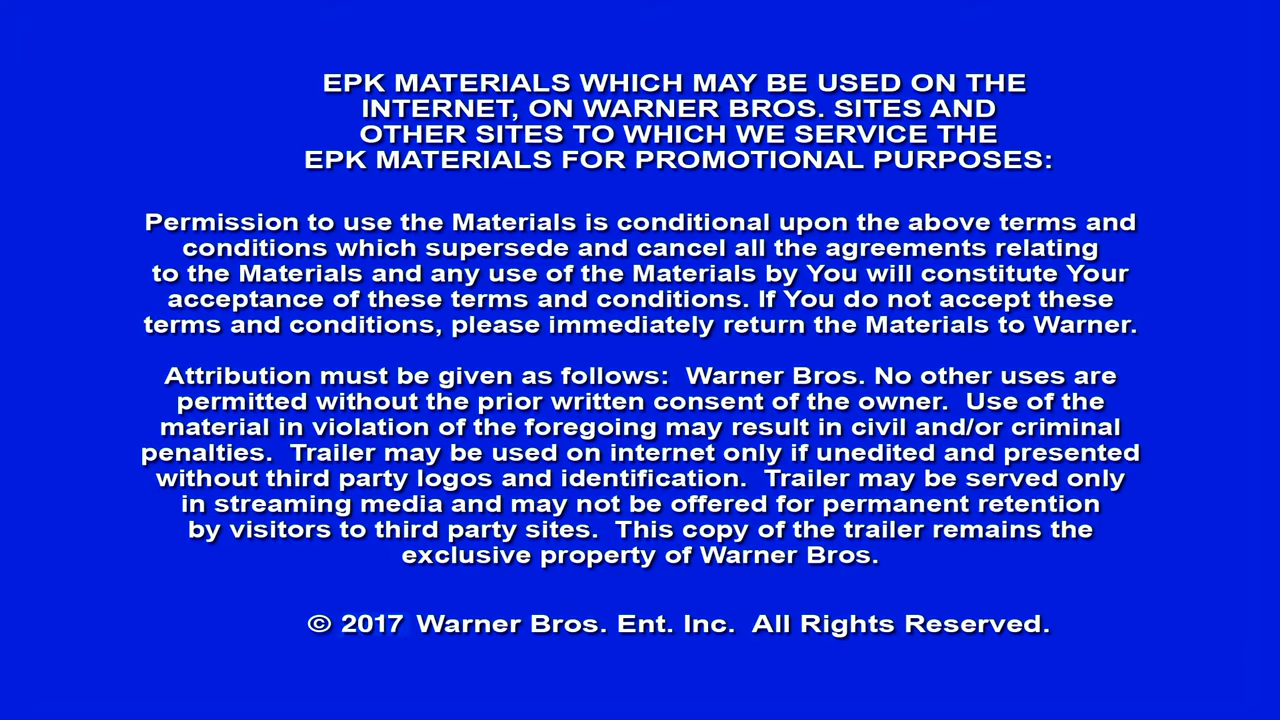 EPK MATERIALS WHICH MAY BE USED ON THE
INTERNET, ON WARNER BROS. SITES AND
OTHER SITES TO WHICH WE SERVICE THE
EPK MATERIALS FOR PROMOTIONAL PURPOSES:
Permission to use the Materials is conditional upon the above terms and
conditions which supersede and cancel all the agreements relating
to the Materials and any use of the Materials by You will constitute Your
acceptance of these terms and conditions. If You do not accept these
terms and conditions, please immediately return the Materials to Warner.
Attribution must be given as follows:  Warner Bros. No other uses are
permitted without the prior written consent of the owner.  Use of the
material in violation of the foregoing may result in civil and/or criminal
penalties.  Trailer may be used on internet only if unedited and presented
without third party logos and identification.  Trailer may be served only
in streaming media and may not be offered for permanent retention
by visitors to third party sites.  This copy of the trailer remains the
exclusive property of Warner Bros.
© 2017 Warner Bros. Ent. Inc.  All Rights Reserved.